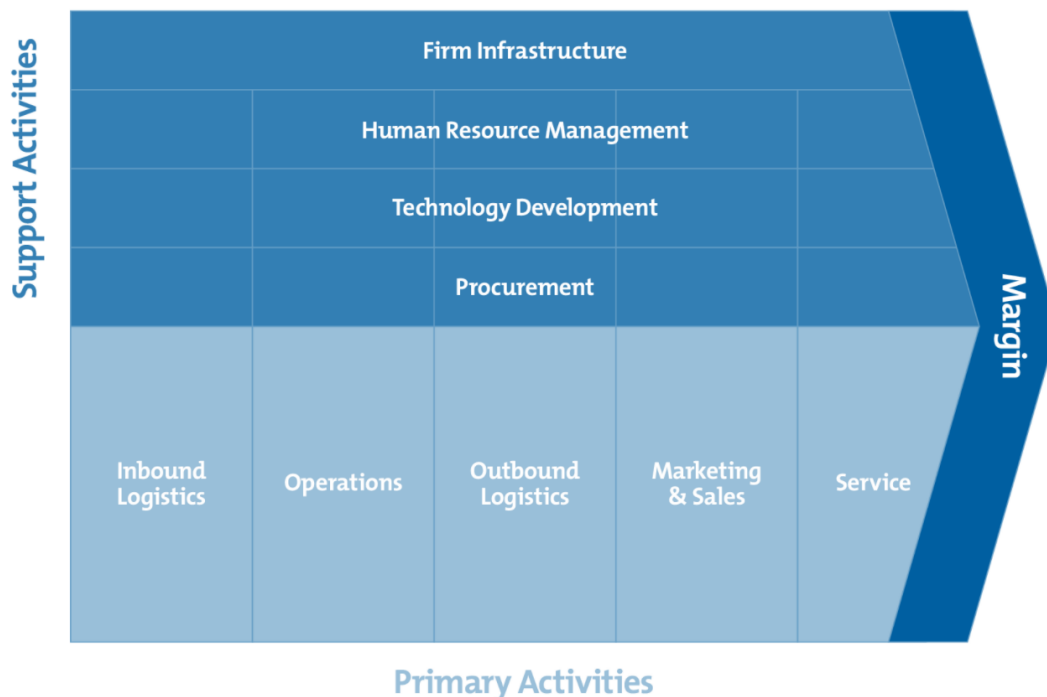 Support Activities
Firm Infrastructure
Human Resource Management
Technology Development
Procurement
Margin
Inbound
Logistics
Operations
Outbound
Logistics
Marketing
& Sales
Service
Primary Activities